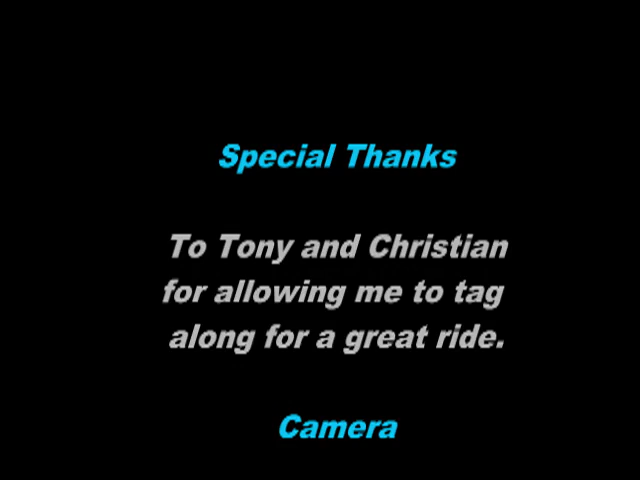 Special Thanks
To Tony and Christian
for allowing me to tag
along for a great ride.
Camera